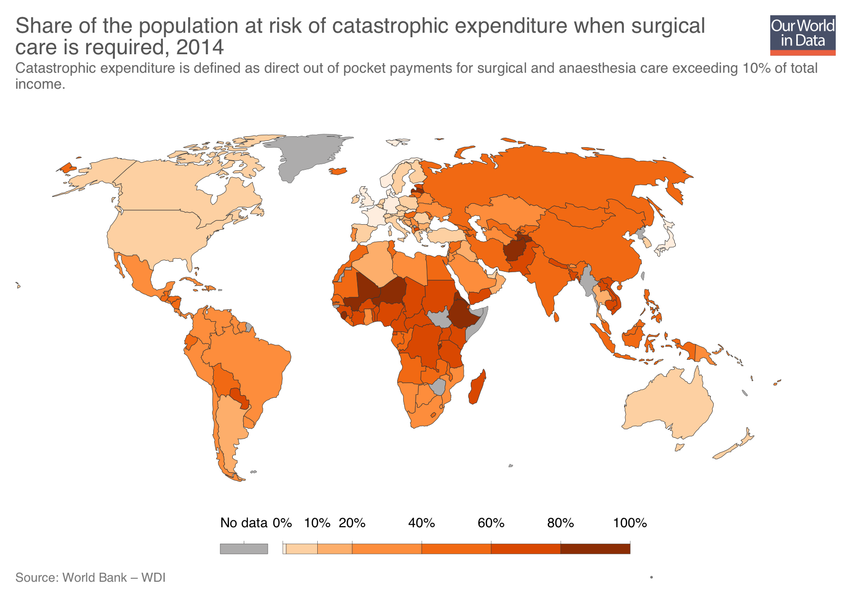 Share of the population at risk of catastrophic expenditure when surgical
care is required, 2014
Our World
in Data
Catastrophic expenditure is defined as direct out of pocket payments for surgical and anaesthesia care exceeding 10% of total
income.
No data 0% 10% 20% 40% 60% 80% 100%
Source: World Bank – WDI